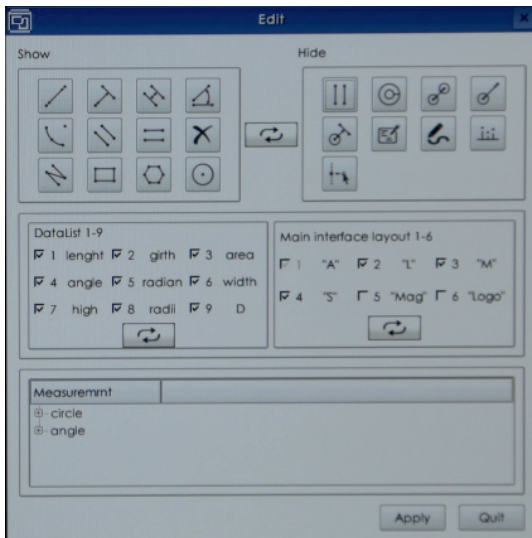 Edit
Show
Hide
DataList 1-9
1 lenght 2 girth 3 area
4 angle 5 radian 6 width
7 high 8 radii 9 D
Main interface layout 1-6
1 "A" 2 "L" 3 "M"
4 "S" 5 "Mag" 6 "Logo"
Measuremrnt
circle
angle
Apply
Quit